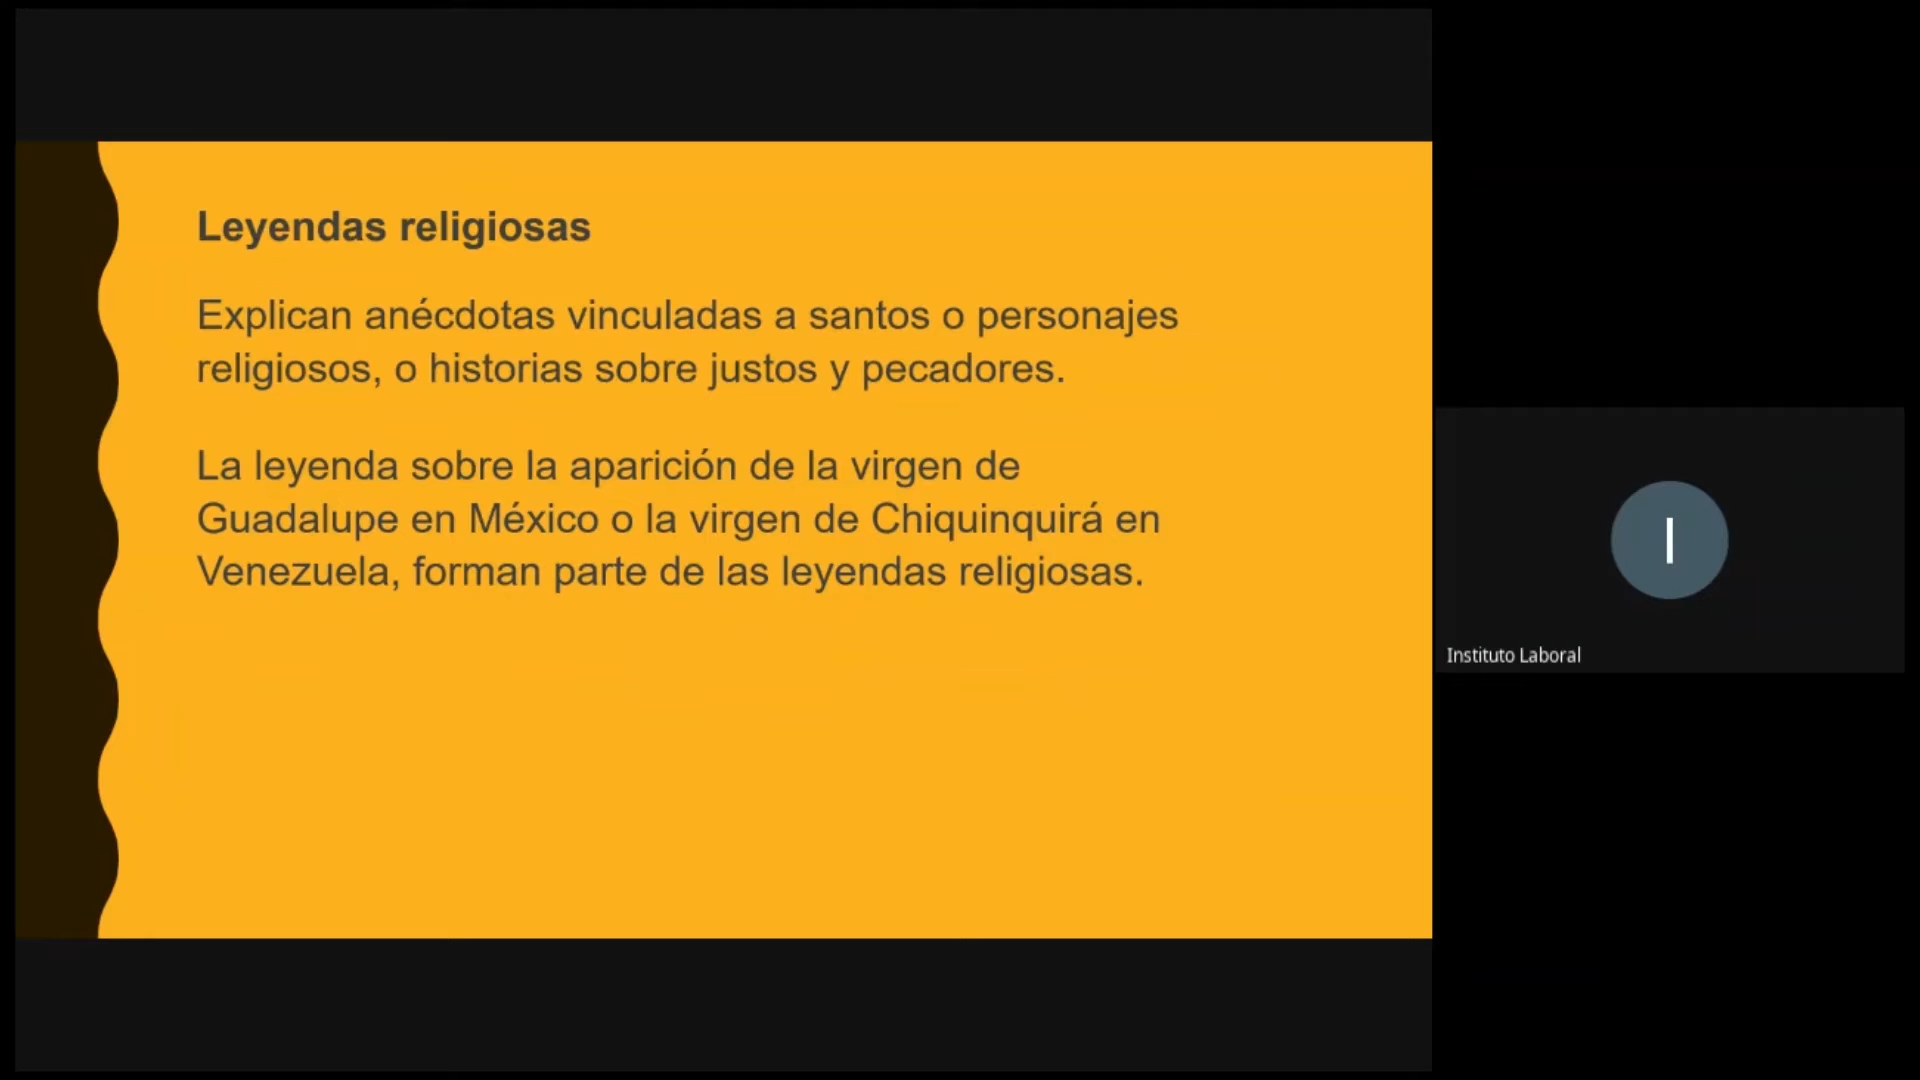 Leyendas religiosas
Explican anécdotas vinculadas a santos o personajes
religiosos, o historias sobre justos y pecadores.
La leyenda sobre la aparición de la virgen de
Guadalupe en México o la virgen de Chiquinquirá en
Venezuela, forman parte de las leyendas religiosas.
I
Instituto Laboral